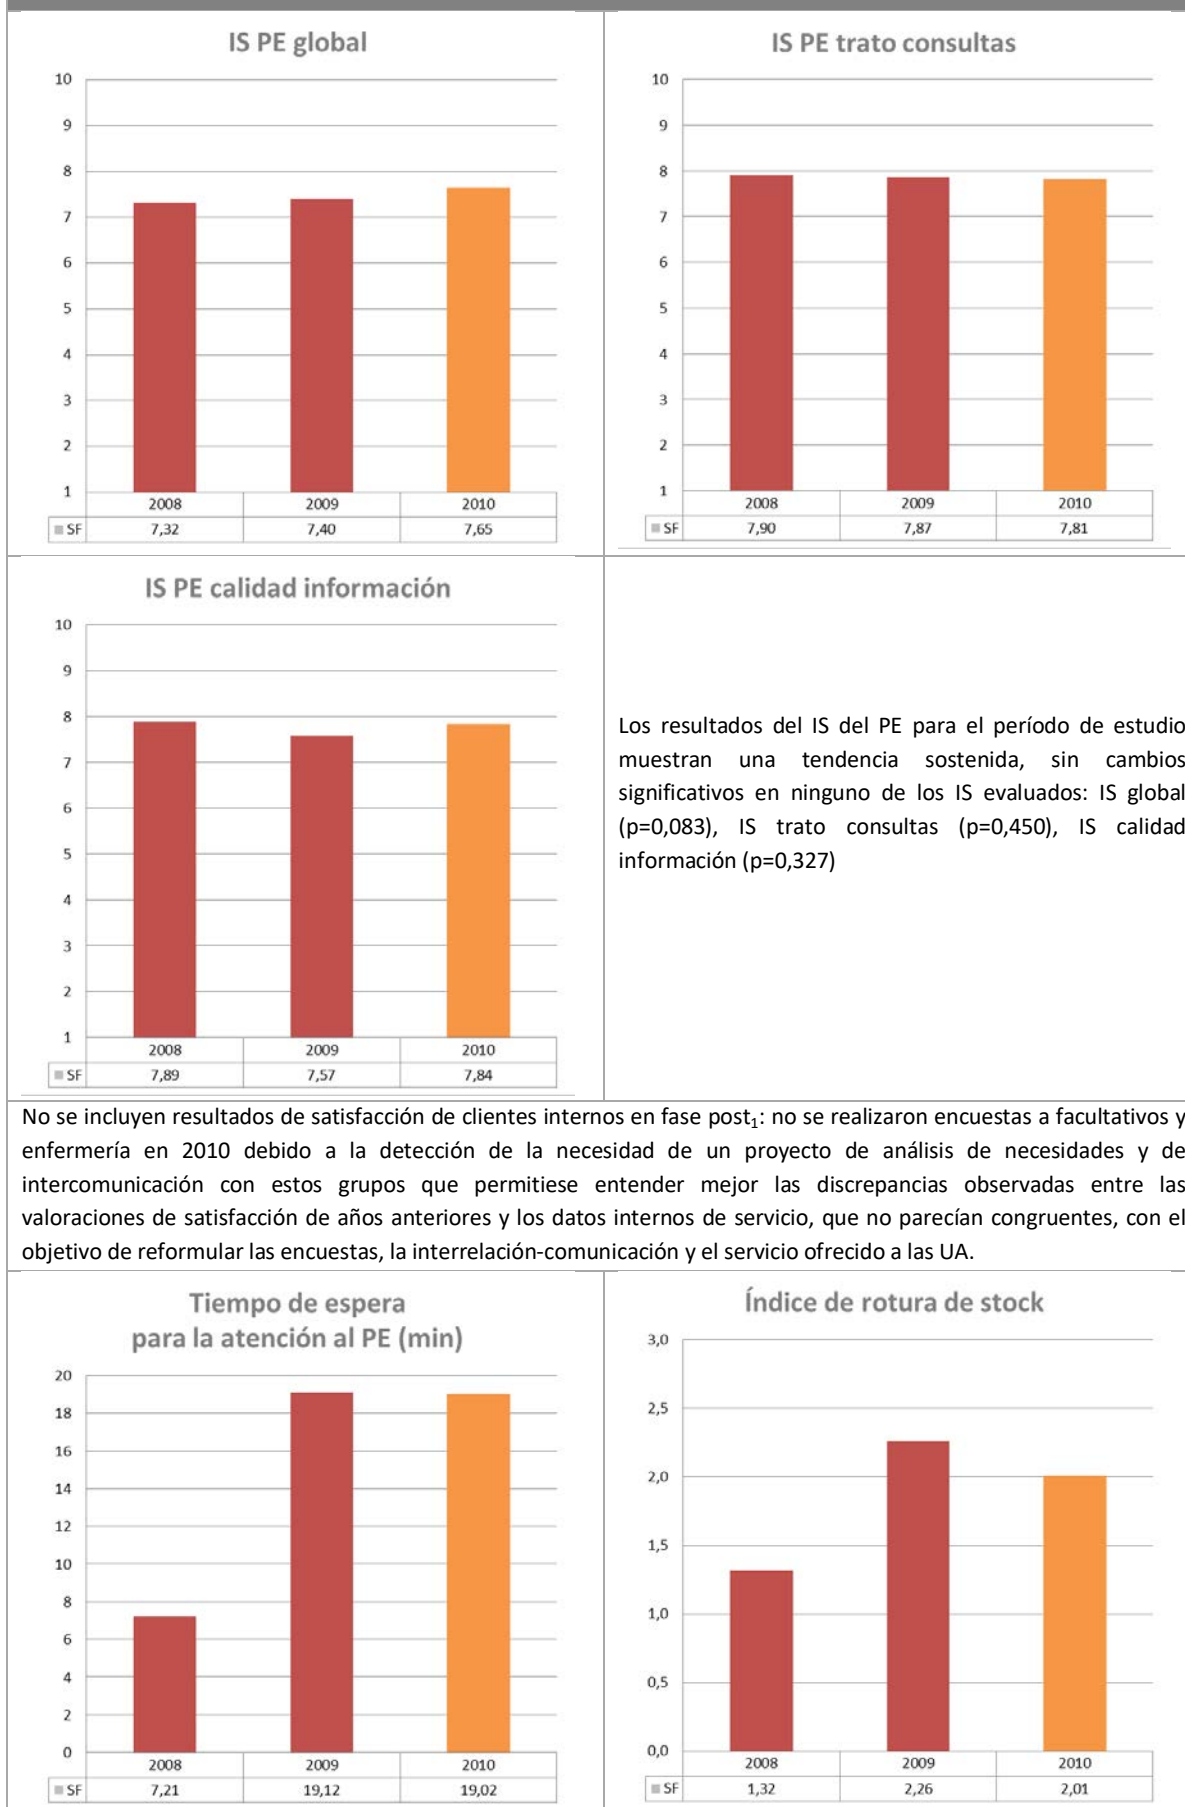 IS PE global
10
9
8
7
6
5
4
3
2
1
2008 2009 2010
SF 7,32 7,40 7,65
IS PE trato consultas
10
9
8
7
6
5
4
3
2
1
2008 2009 2010
SF 7,90 7,87 7,81
IS PE calidad información
10
9
8
7
6
5
4
3
2
1
2008 2009 2010
SF 7,89 7,57 7,84
Los resultados del IS del PE para el período de estudio
muestran una tendencia sostenida, sin cambios
significativos en ninguno de los IS evaluados: IS global
(p=0,083), IS trato consultas (p=0,450), IS calidad
información (p=0,327)
No se incluyen resultados de satisfacción de clientes internos en fase post₁: no se realizaron encuestas a facultativos y
enfermería en 2010 debido a la detección de la necesidad de un proyecto de análisis de necesidades y de
intercomunicación con estos grupos que permitiese entender mejor las discrepancias observadas entre las
valoraciones de satisfacción de años anteriores y los datos internos de servicio, que no parecían congruentes, con el
objetivo de reformular las encuestas, la interrelación-comunicación y el servicio ofrecido a las UA.
Tiempo de espera
para la atención al PE (min)
20
18
16
14
12
10
8
6
4
2
0
2008 2009 2010
SF 7,21 19,12 19,02
Índice de rotura de stock
3,0
2,5
2,0
1,5
1,0
0,5
0,0
2008 2009 2010
SF 1,32 2,26 2,01